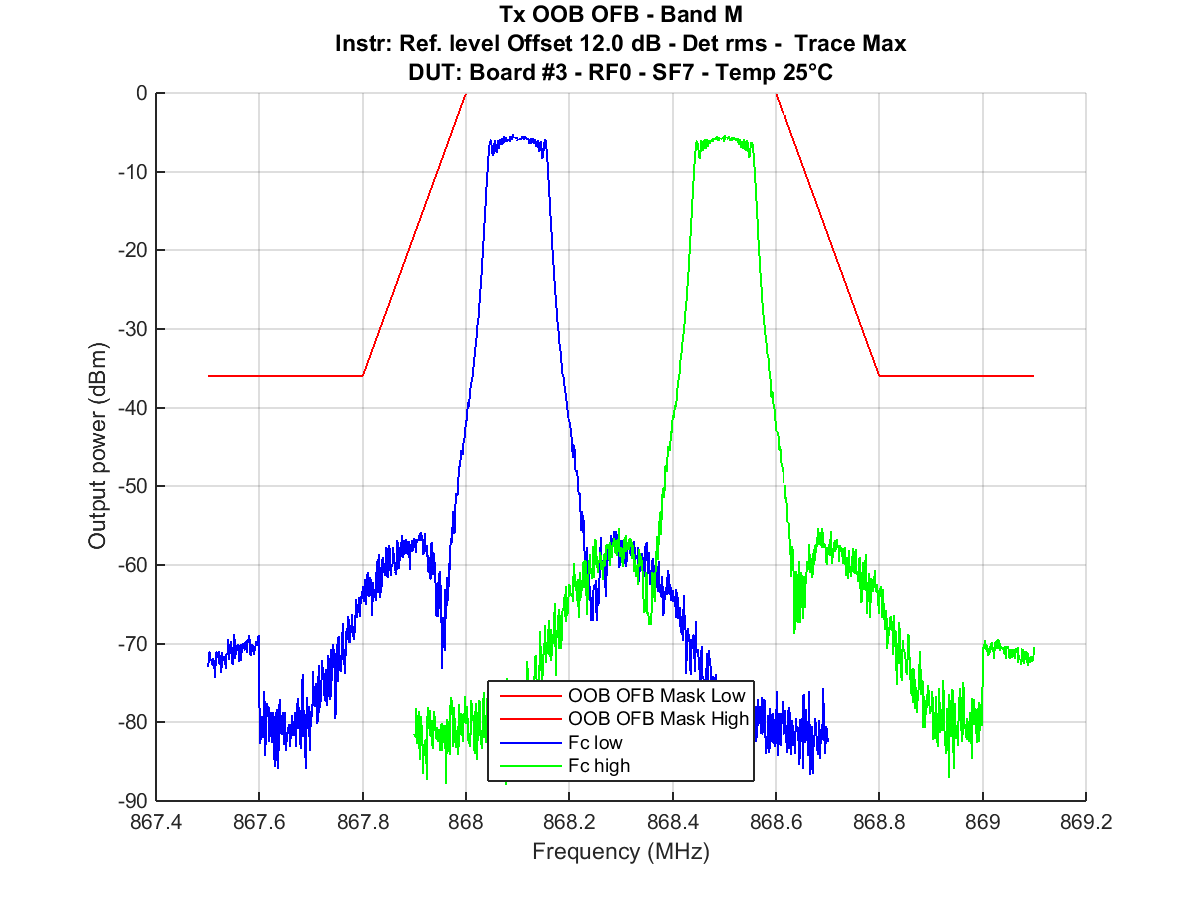 Tx OOB OFB - Band M
Instr: Ref. level Offset 12.0 dB - Det rms -  Trace Max
DUT: Board #3 - RF0 - SF7 - Temp 25°C
Output power (dBm)
0
-10
-20
-30
-40
-50
-60
-70
-80
-90
OOB OFB Mask Low
OOB OFB Mask High
Fc low
Fc high
867.4 867.6 867.8 868 868.2 868.4 868.6 868.8 869 869.2
Frequency (MHz)